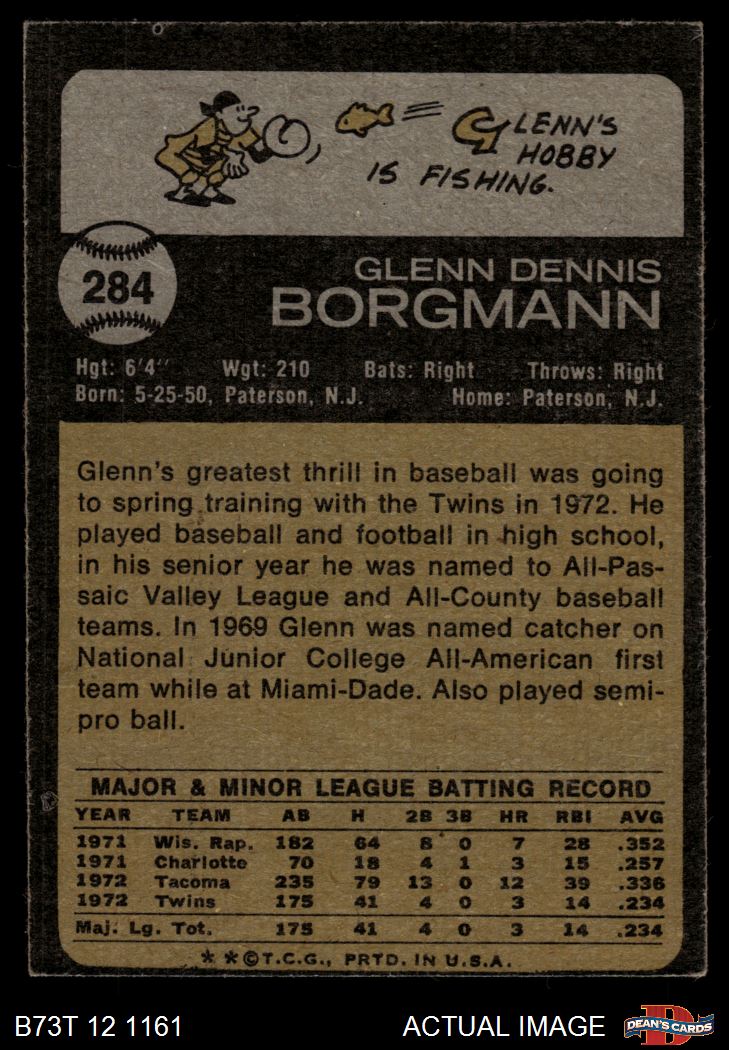 GLENN'S
HOBBY
IS FISHING.
284
GLENN DENNIS
BORGMANN
Hgt: 6'4" Wgt: 210 Bats: Right Throws: Right
Born: 5-25-50, Paterson, N.J. Home: Paterson, N.J.
Glenn's greatest thrill in baseball was going
to spring training with the Twins in 1972. He
played baseball and football in high school,
in his senior year he was named to All-Pas-
saic Valley League and All-County baseball
teams. In 1969 Glenn was named catcher on
National Junior College All-American first
team while at Miami-Dade. Also played semi-
pro ball.
MAJOR & MINOR LEAGUE BATTING RECORD
YEAR TEAM AB H 2B 3B HR RBI AVG
1971 Wis. Rap. 182 64 8 0 7 28 .352
1971 Charlotte 70 18 4 1 3 15 .257
1972 Tacoma 235 79 13 0 12 39 .336
1972 Twins 175 41 4 0 3 14 .234
Maj. Lg. Tot. 175 41 4 0 3 14 .234
* *©T.C.G., PRTD. IN U.S.A.
B73T 12 1161 ACTUAL IMAGE DEAN'S CARDS